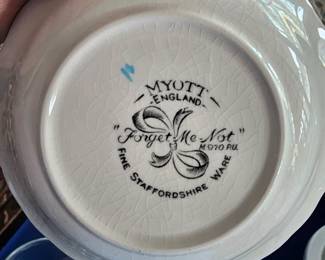 MYOTT
ENGLAND
"Forget Me-Not"
FINE STAFFORDSHIRE WARE